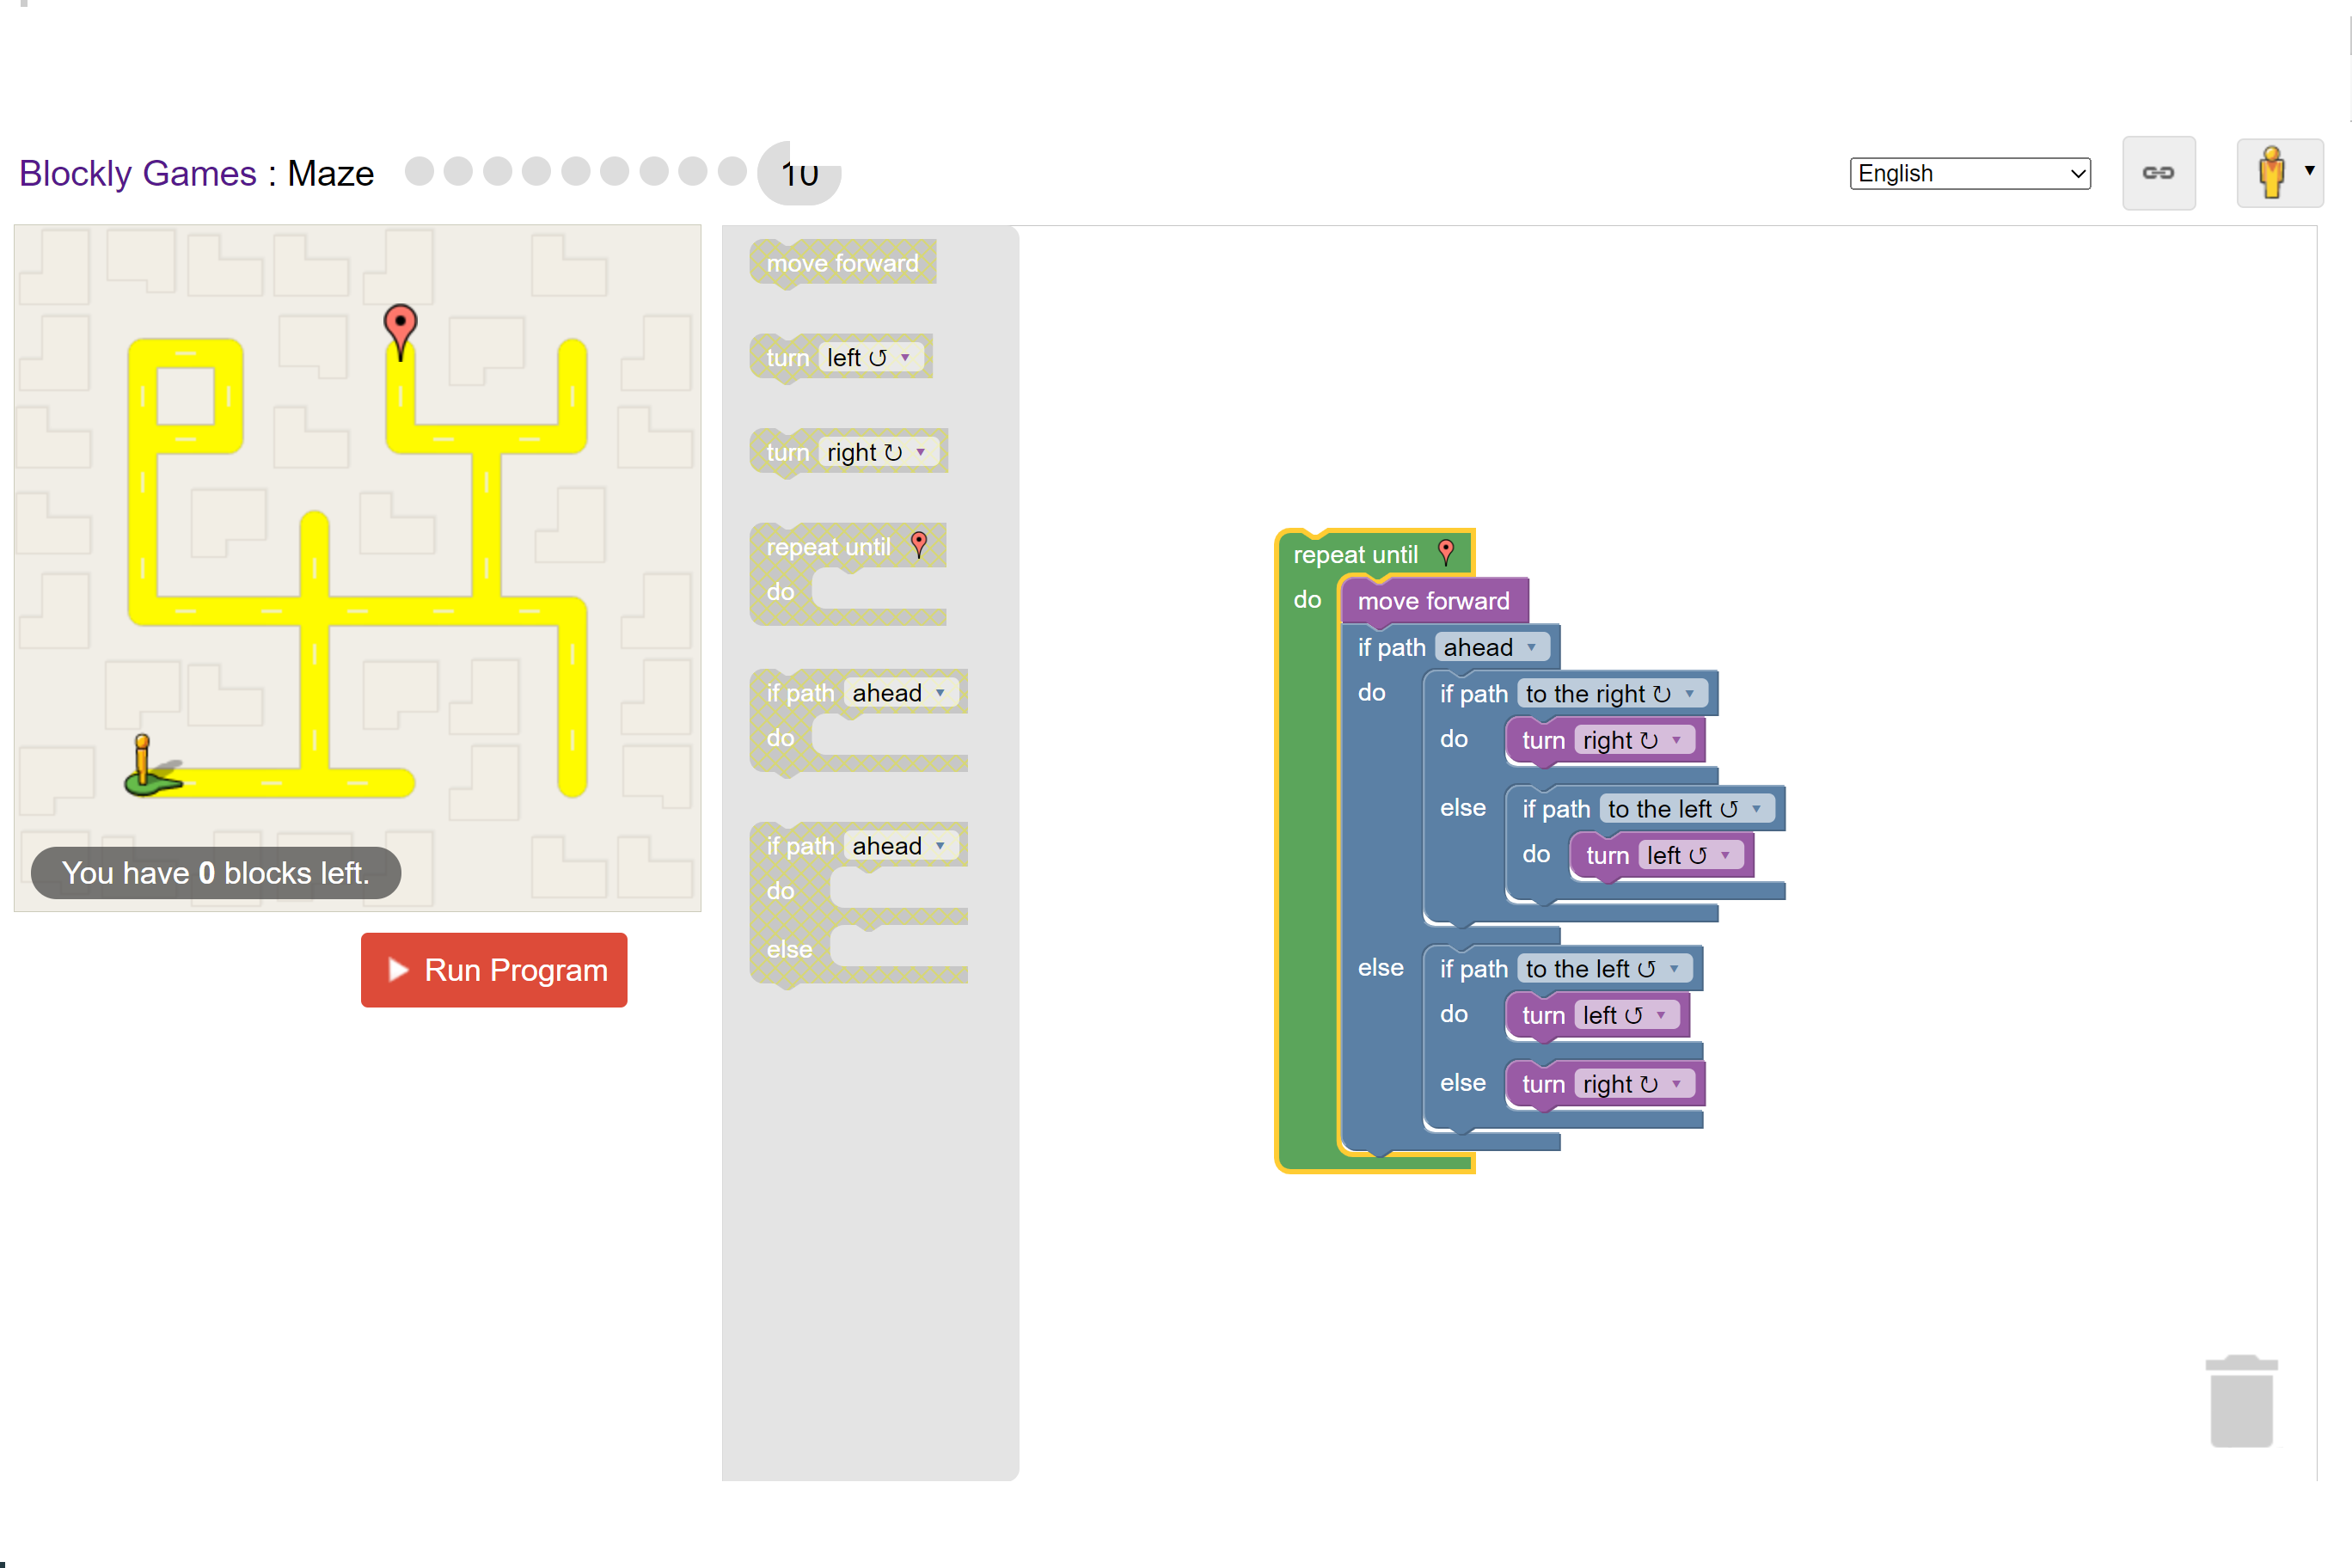 Blockly Games : Maze 10
English
move forward
turn left ↺
turn right ↻
repeat until
do
if path ahead
do
if path ahead
do
else
You have 0 blocks left.
Run Program
repeat until
do move forward
if path ahead
do if path to the right ↻
do turn right ↻
else if path to the left ↺
do turn left ↺
else if path to the left ↺
do turn left ↺
else turn right ↻